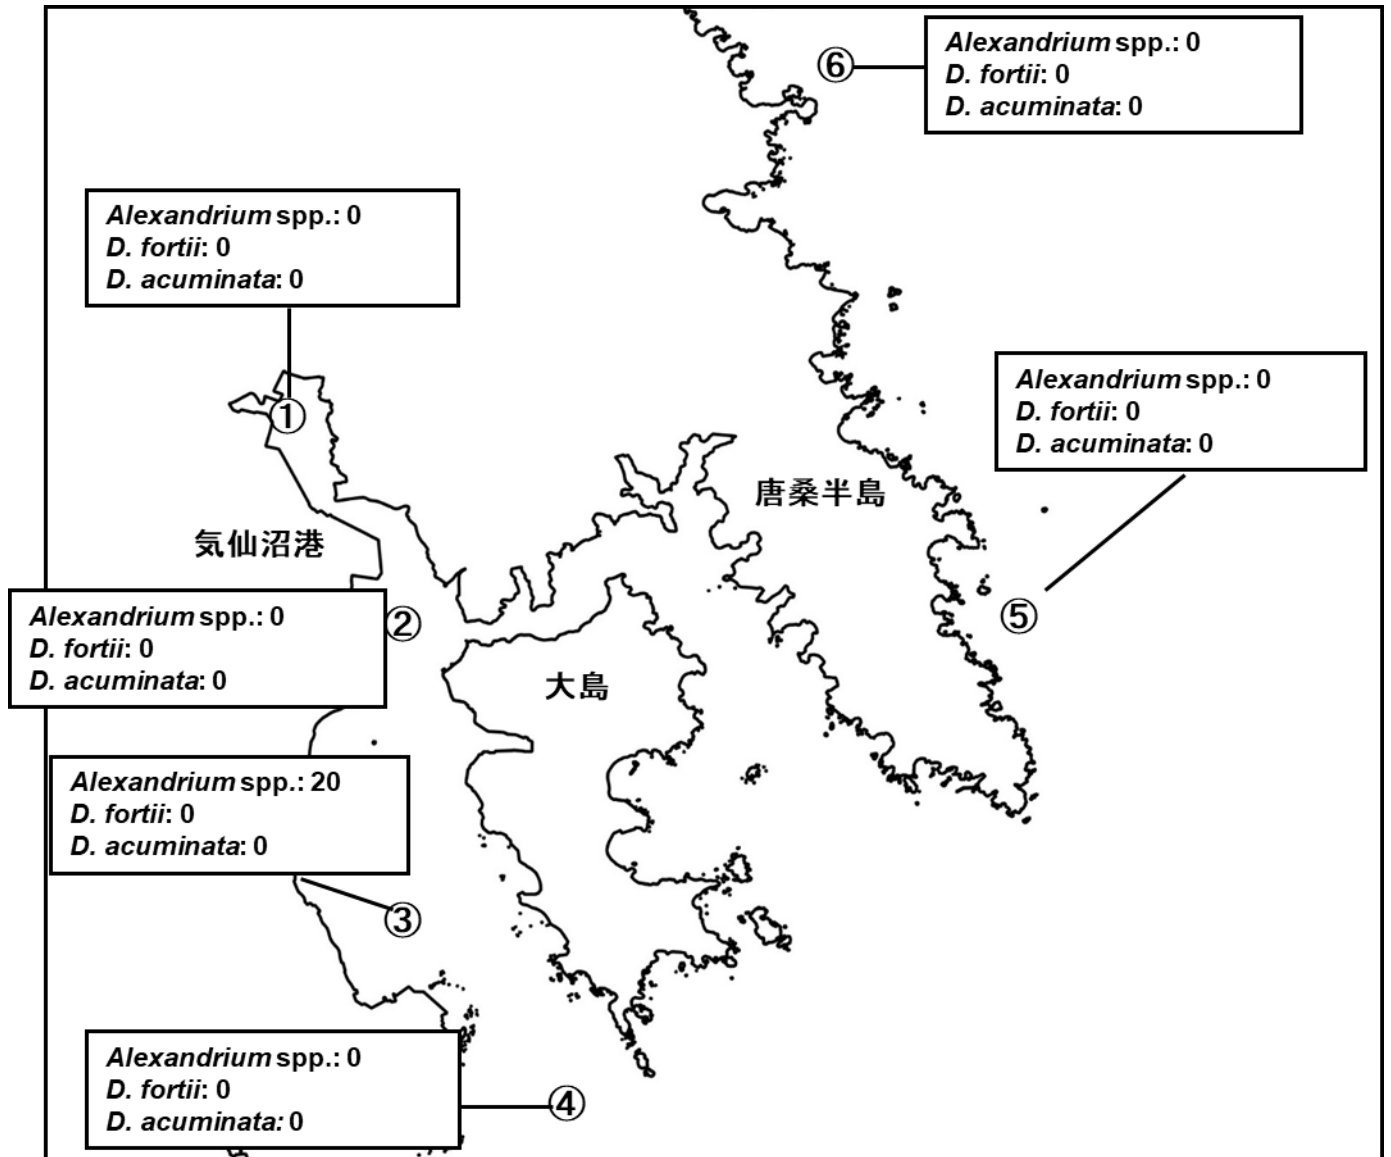 ⑥
Alexandrium spp.: 0
D. fortii: 0
D. acuminata: 0
Alexandrium spp.: 0
D. fortii: 0
D. acuminata: 0
①
Alexandrium spp.: 0
D. fortii: 0
D. acuminata: 0
⑤
唐桑半島
気仙沼港
Alexandrium spp.: 0
D. fortii: 0
D. acuminata: 0
②
大島
Alexandrium spp.: 20
D. fortii: 0
D. acuminata: 0
③
Alexandrium spp.: 0
D. fortii: 0
D. acuminata: 0
④